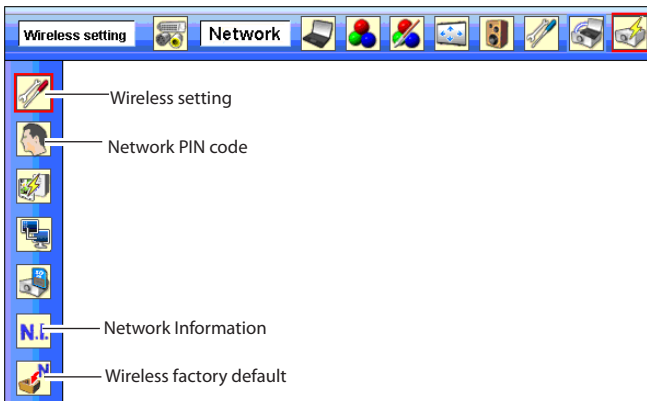 Wireless setting
Network
Wireless setting
Network PIN code
N.I.
Network Information
N
Wireless factory default